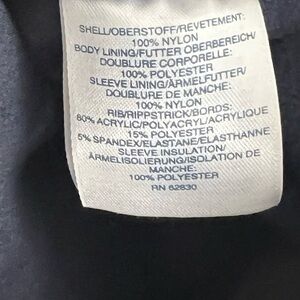 SHELL/OBERSTOFF/REVETEMENT:
100% NYLON
BODY LINING/FUTTER OBERBEREICH/
DOUBLURE CORPORELLE:
100% POLYESTER
SLEEVE LINING/ÄRMELFUTTER/
DOUBLURE DE MANCHE:
100% NYLON
RIB/RIPPSTRICK/BORDS:
80% ACRYLIC/POLYACRYL/ACRYLIQUE
15% POLYESTER
5% SPANDEX/ELASTANE/ELASTHANNE
SLEEVE INSULATION/
ÄRMELISOLIERUNG/ISOLATION DE
MANCHE:
100% POLYESTER
RN 62830